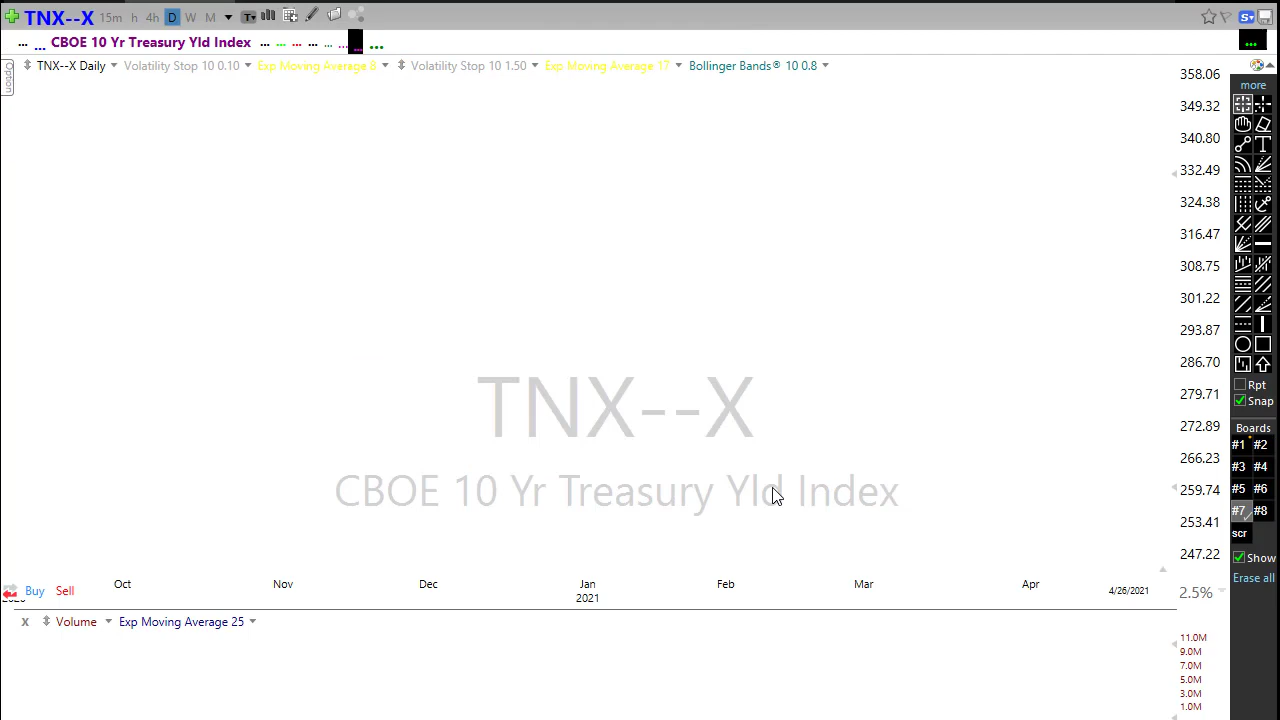 TNX--X 15m h 4h D W M T
CBOE 10 Yr Treasury Yld Index
TNX--X Daily Volatility Stop 10 0.10 Exp Moving Average 8 Volatility Stop 10 1.50 Exp Moving Average 17 Bollinger Bands® 10 0.8
Option
358.06
349.32
340.80
332.49
324.38
316.47
308.75
301.22
293.87
286.70
279.71
272.89
266.23
259.74
253.41
247.22
2.5%
TNX--X
CBOE 10 Yr Treasury Yld Index
Oct Nov Dec Jan Feb Mar Apr 4/26/2021
2021
Buy Sell
x Volume Exp Moving Average 25
11.0M
9.0M
7.0M
5.0M
3.0M
1.0M
S
more
T
Rpt
Snap
Boards
#1 #2
#3 #4
#5 #6
#7 #8
scr
Show
Erase all